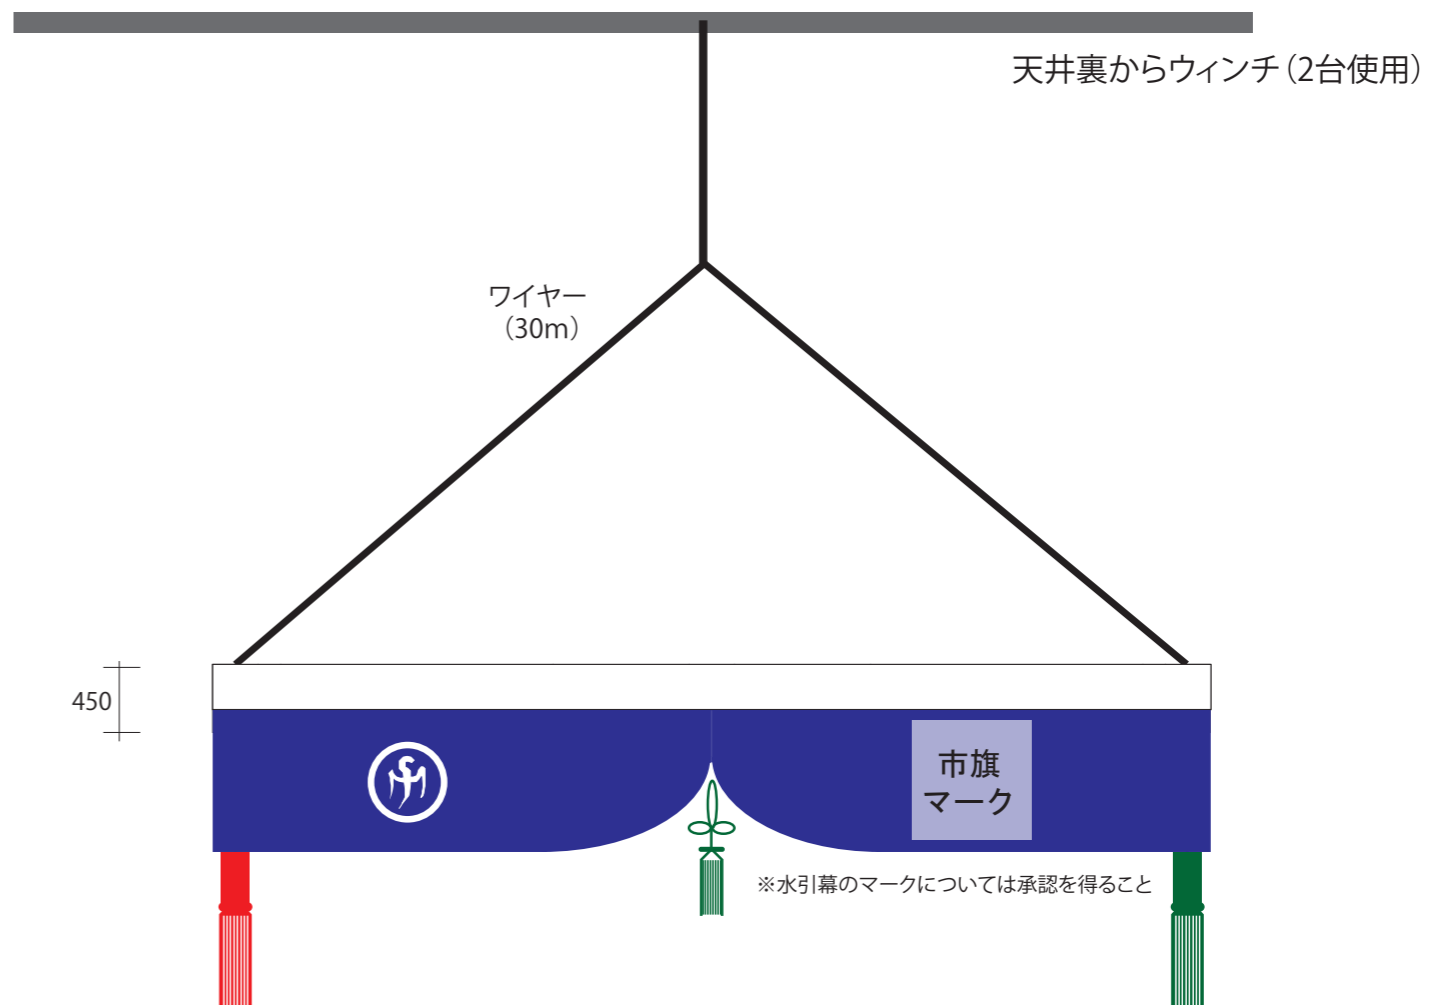 天井裏からウィンチ（2台使用）
ワイヤー
（30m）
450
市旗
マーク
※水引幕のマークについては承認を得ること